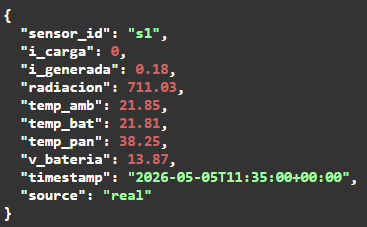 {
"sensor_id": "s1",
"i_carga": 0,
"i_generada": 0.18,
"radiacion": 711.03,
"temp_amb": 21.85,
"temp_bat": 21.81,
"temp_pan": 38.25,
"v_bateria": 13.87,
"timestamp": "2026-05-05T11:35:00+00:00",
"source": "real"
}